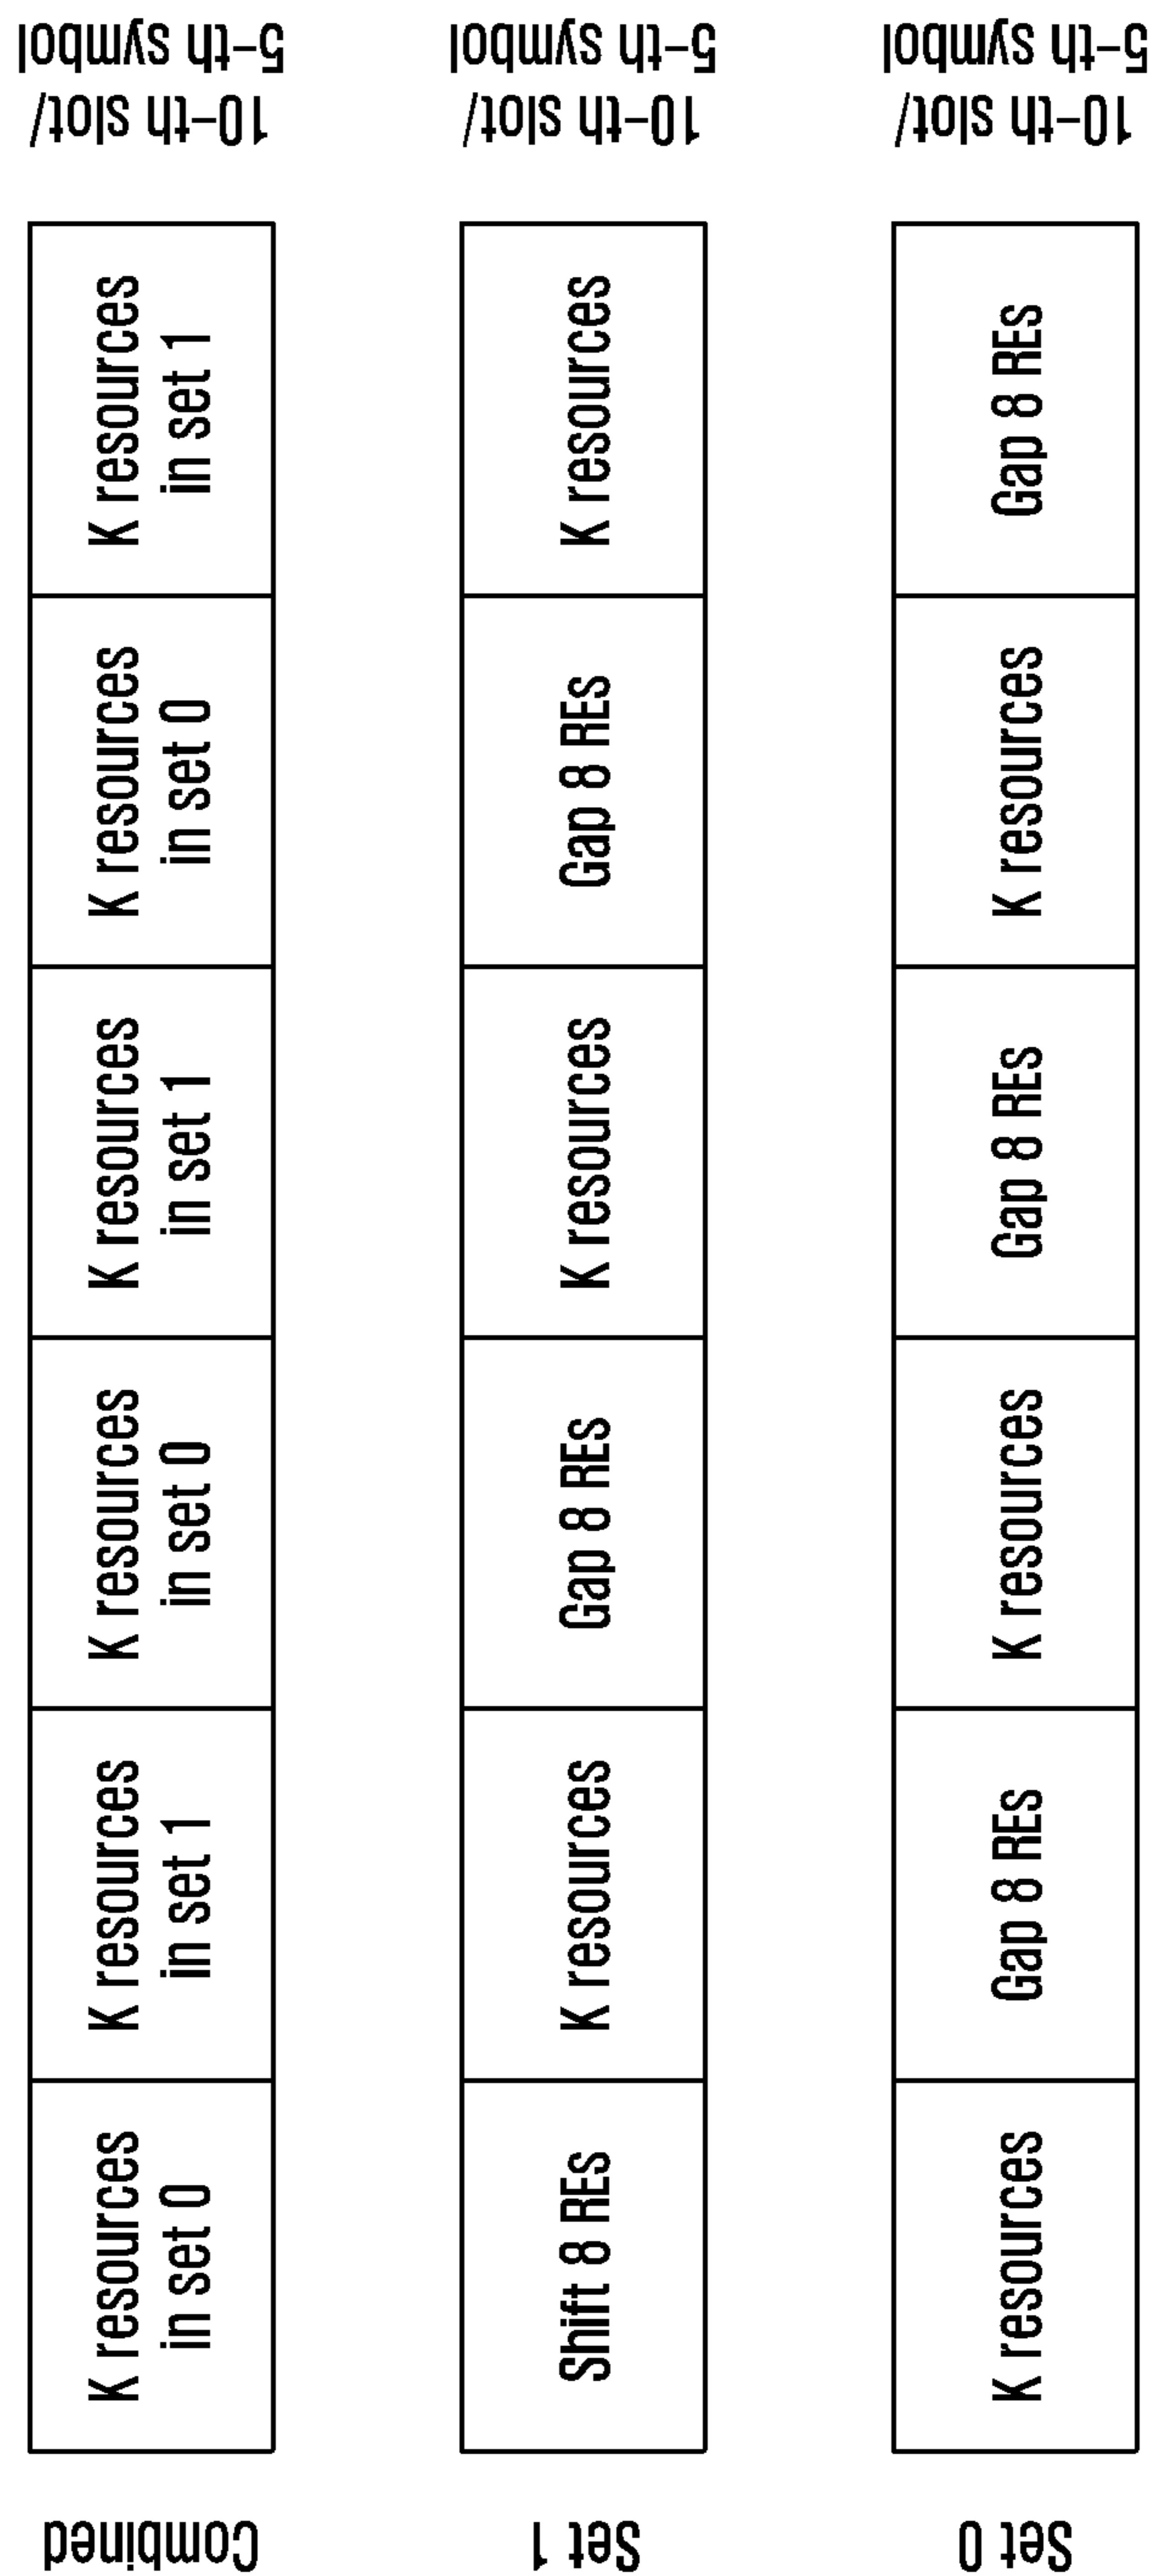 Set 0
K resources
Gap 8 REs
K resources
Gap 8 REs
K resources
Gap 8 REs
10-th slot/
5-th symbol
Set 1
Shift 8 REs
K resources
Gap 8 REs
K resources
Gap 8 REs
K resources
10-th slot/
5-th symbol
Combined
K resources
in set 0
K resources
in set 1
K resources
in set 0
K resources
in set 1
K resources
in set 0
K resources
in set 1
10-th slot/
5-th symbol